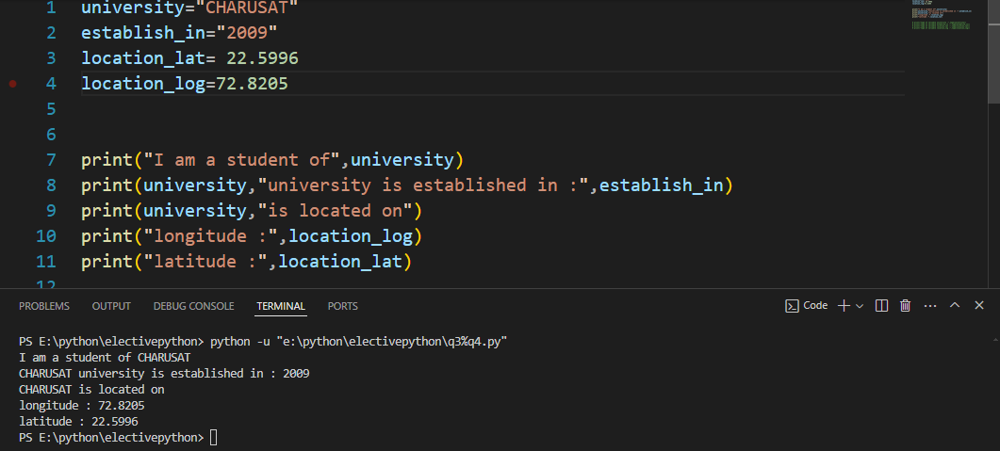 1 university="CHARUSAT"
2 establish_in="2009"
3 location_lat= 22.5996
4 location_log=72.8205
5
6
7 print("I am a student of",university)
8 print(university,"university is established in :",establish_in)
9 print(university,"is located on")
10 print("longitude :",location_log)
11 print("latitude :",location_lat)
12
PROBLEMS OUTPUT DEBUG CONSOLE TERMINAL PORTS Code
PS E:\python\electivepython> python -u "e:\python\electivepython\q3%q4.py"
I am a student of CHARUSAT
CHARUSAT university is established in : 2009
CHARUSAT is located on
longitude : 72.8205
latitude : 22.5996
PS E:\python\electivepython>